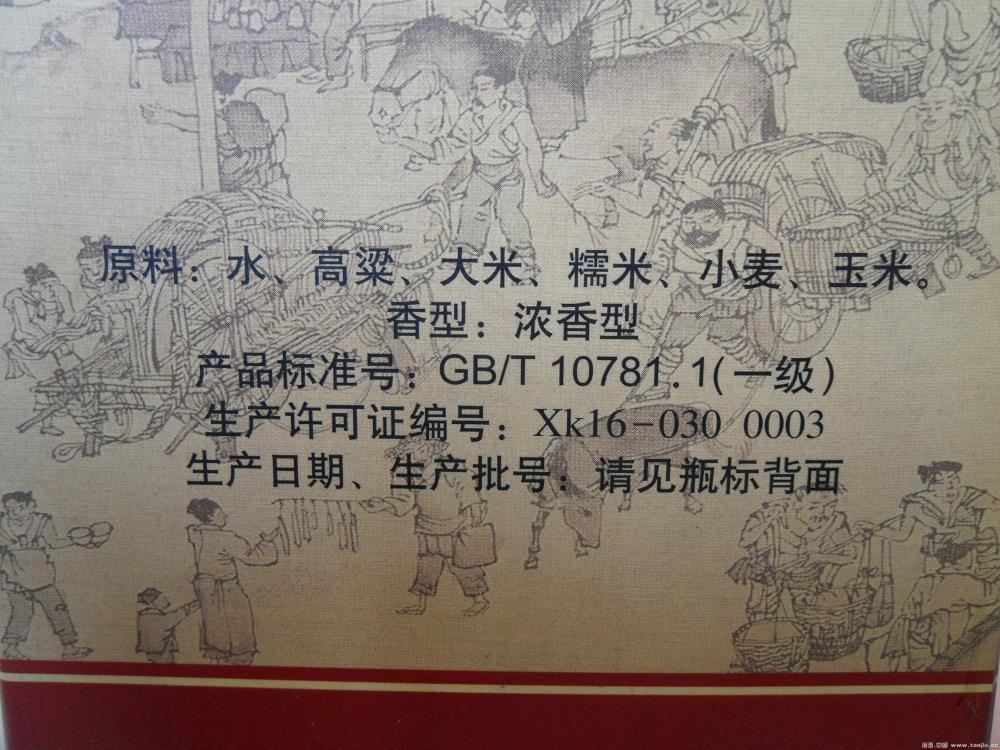 原料：水、高粱、大米、糯米、小麦、玉米。
香型：浓香型
产品标准号：GB/T 10781.1(一级)
生产许可证编号：Xk16-030 0003
生产日期、生产批号：请见瓶标背面